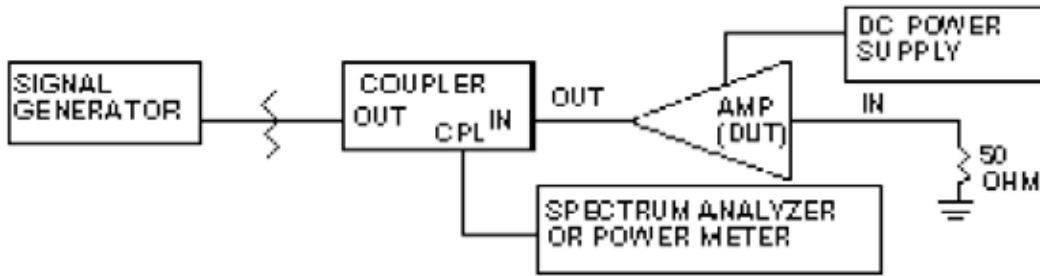 SIGNAL
GENERATOR
COUPLER
OUT
IN
CPL
OUT
AMP
(DUT)
IN
DC POWER
SUPPLY
50
OHM
SPECTRUM ANALYZER
OR POWER METER